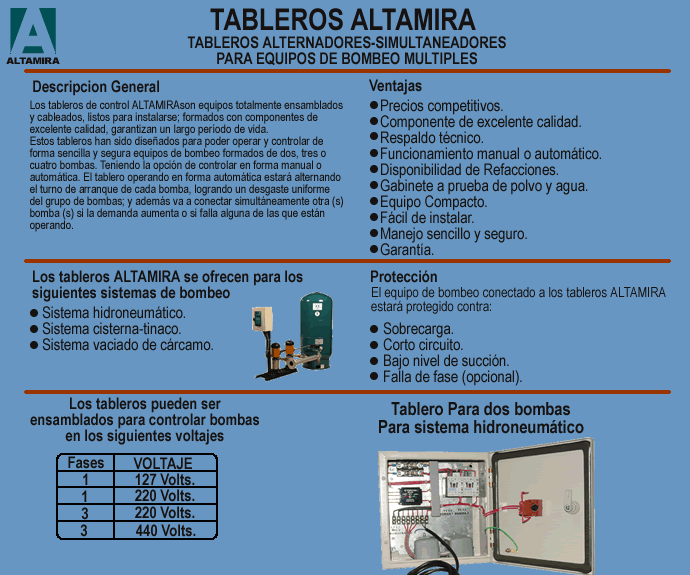 TABLEROS ALTAMIRA
TABLEROS ALTERNADORES-SIMULTANEADORES
PARA EQUIPOS DE BOMBEO MULTIPLES
ALTAMIRA
Descripcion General
Los tableros de control ALTAMIRAson equipos totalmente ensamblados
y cableados, listos para instalarse; formados con componentes de
excelente calidad, garantizan un largo periodo de vida.
Estos tableros han sido diseñados para poder operar y controlar de
forma sencilla y segura equipos de bombeo formados de dos, tres o
cuatro bombas. Teniendo la opción de controlar en forma manual o
automática. El tablero operando en forma automática estará alternando
el turno de arranque de cada bomba, logrando un desgaste uniforme
del grupo de bombas; y además va a conectar simultáneamente otra (s)
bomba (s) si la demanda aumenta o si falla alguna de las que están
operando.
Ventajas
Precios competitivos.
Componente de excelente calidad.
Respaldo técnico.
Funcionamiento manual o automático.
Disponibilidad de Refacciones.
Gabinete a prueba de polvo y agua.
Equipo Compacto.
Fácil de instalar.
Manejo sencillo y seguro.
Garantía.
Los tableros ALTAMIRA se ofrecen para los
siguientes sistemas de bombeo
Sistema hidroneumático.
Sistema cisterna-tinaco.
Sistema vaciado de cárcamo.
Protección
El equipo de bombeo conectado a los tableros ALTAMIRA
estará protegido contra:
Sobrecarga.
Corto circuito.
Bajo nivel de succión.
Falla de fase (opcional).
Los tableros pueden ser
ensamblados para controlar bombas
en los siguientes voltajes
Fases VOLTAJE
1 127 Volts.
1 220 Volts.
3 220 Volts.
3 440 Volts.
Tablero Para dos bombas
Para sistema hidroneumático